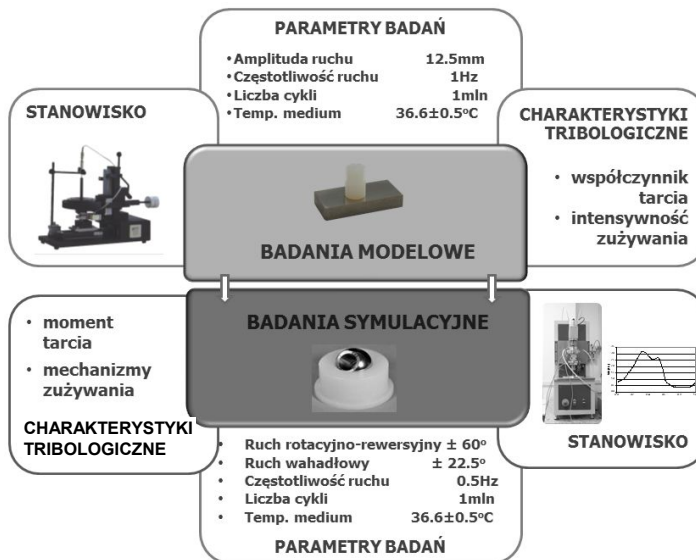 PARAMETRY BADAŃ
•Amplituda ruchu 12.5mm
•Częstotliwość ruchu 1Hz
•Liczba cykli 1mln
•Temp. medium 36.6±0.5°C
STANOWISKO
CHARAKTERYSTYKI
TRIBOLOGICZNE
• współczynnik
tarcia
• intensywność
zużywania
BADANIA MODELOWE
BADANIA SYMULACYJNE
• moment
tarcia
• mechanizmy
zużywania
CHARAKTERYSTYKI
TRIBOLOGICZNE
STANOWISKO
• Ruch rotacyjno-rewersyjny ± 60°
• Ruch wahadłowy ± 22.5°
• Częstotliwość ruchu 0.5Hz
• Liczba cykli 1mln
• Temp. medium 36.6±0.5°C
PARAMETRY BADAŃ